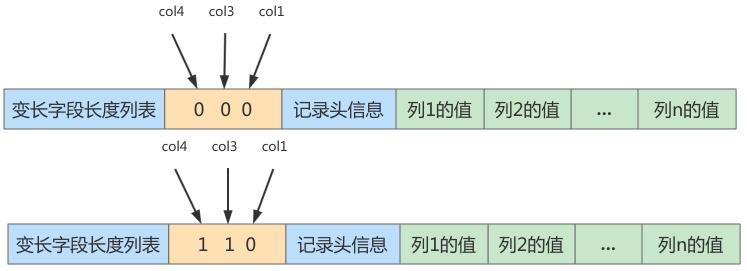 col4 col3 col1
变长字段长度列表 0 0 0 记录头信息 列1的值 列2的值 ... 列n的值
col4 col3 col1
变长字段长度列表 1 1 0 记录头信息 列1的值 列2的值 ... 列n的值